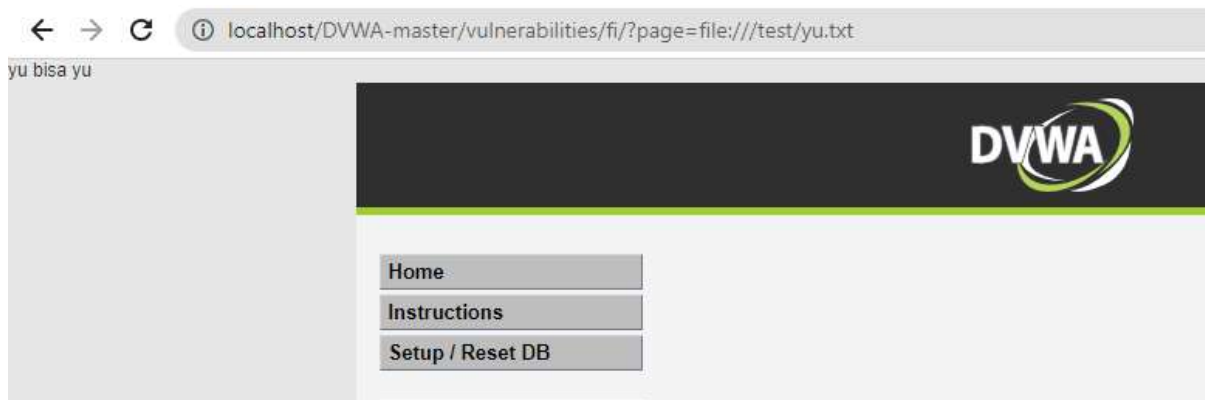 localhost/DVWA-master/vulnerabilities/fi/?page=file:///test/yu.txt
yu bisa yu
DVWA
Home
Instructions
Setup / Reset DB